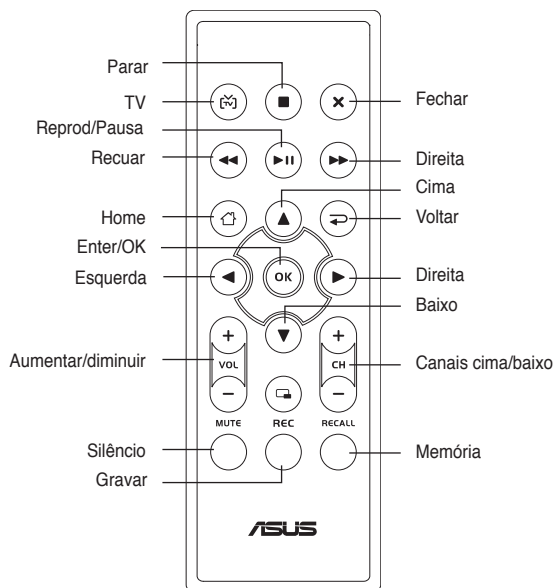 Parar
TV
Fechar
Reprod/Pausa
Recuar
Direita
Cima
Home
Voltar
Enter/OK
Esquerda
OK
Direita
Baixo
Aumentar/diminuir
VOL
CH
Canais cima/baixo
MUTE
REC
RECALL
Silêncio
Memória
Gravar
ASUS